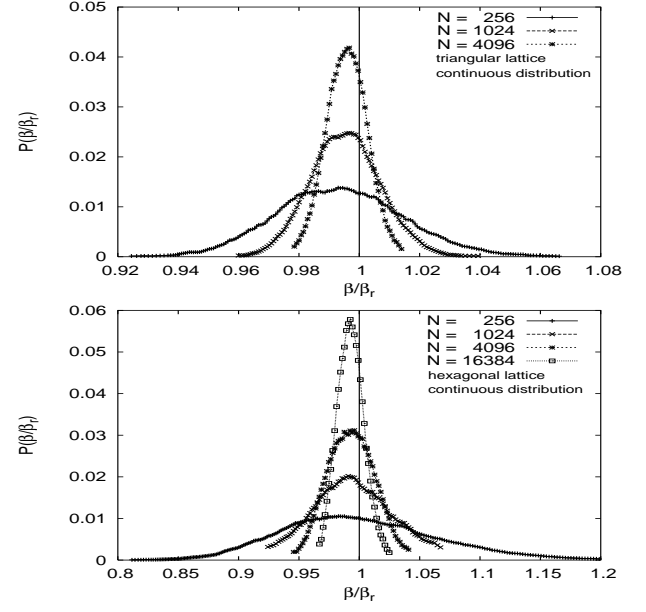 0.05
0.04
0.03
0.02
0.01
0
P(β/βr)
N = 256
N = 1024
N = 4096
triangular lattice
continuous distribution
0.92 0.94 0.96 0.98 1 1.02 1.04 1.06 1.08
β/βr
0.06
0.05
0.04
0.03
0.02
0.01
0
P(β/βr)
N = 256
N = 1024
N = 4096
N = 16384
hexagonal lattice
continuous distribution
0.8 0.85 0.9 0.95 1 1.05 1.1 1.15 1.2
β/βr